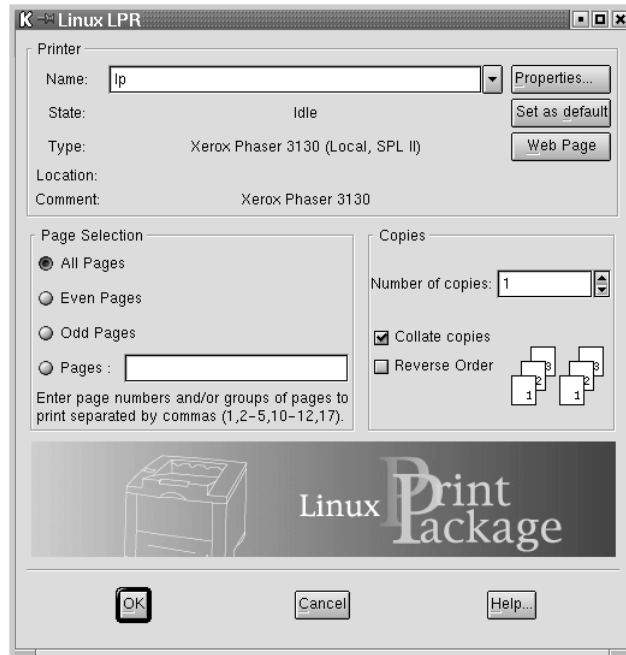 K Linux LPR
Printer
Name: lp Properties...
State: Idle Set as default
Type: Xerox Phaser 3130 (Local, SPL II) Web Page
Location:
Comment: Xerox Phaser 3130
Page Selection
All Pages
Even Pages
Odd Pages
Pages :
Enter page numbers and/or groups of pages to
print separated by commas (1,2-5,10-12,17).
Copies
Number of copies: 1
Collate copies
Reverse Order
3 3
2 2
1 1
Linux Print
Package
OK Cancel Help...